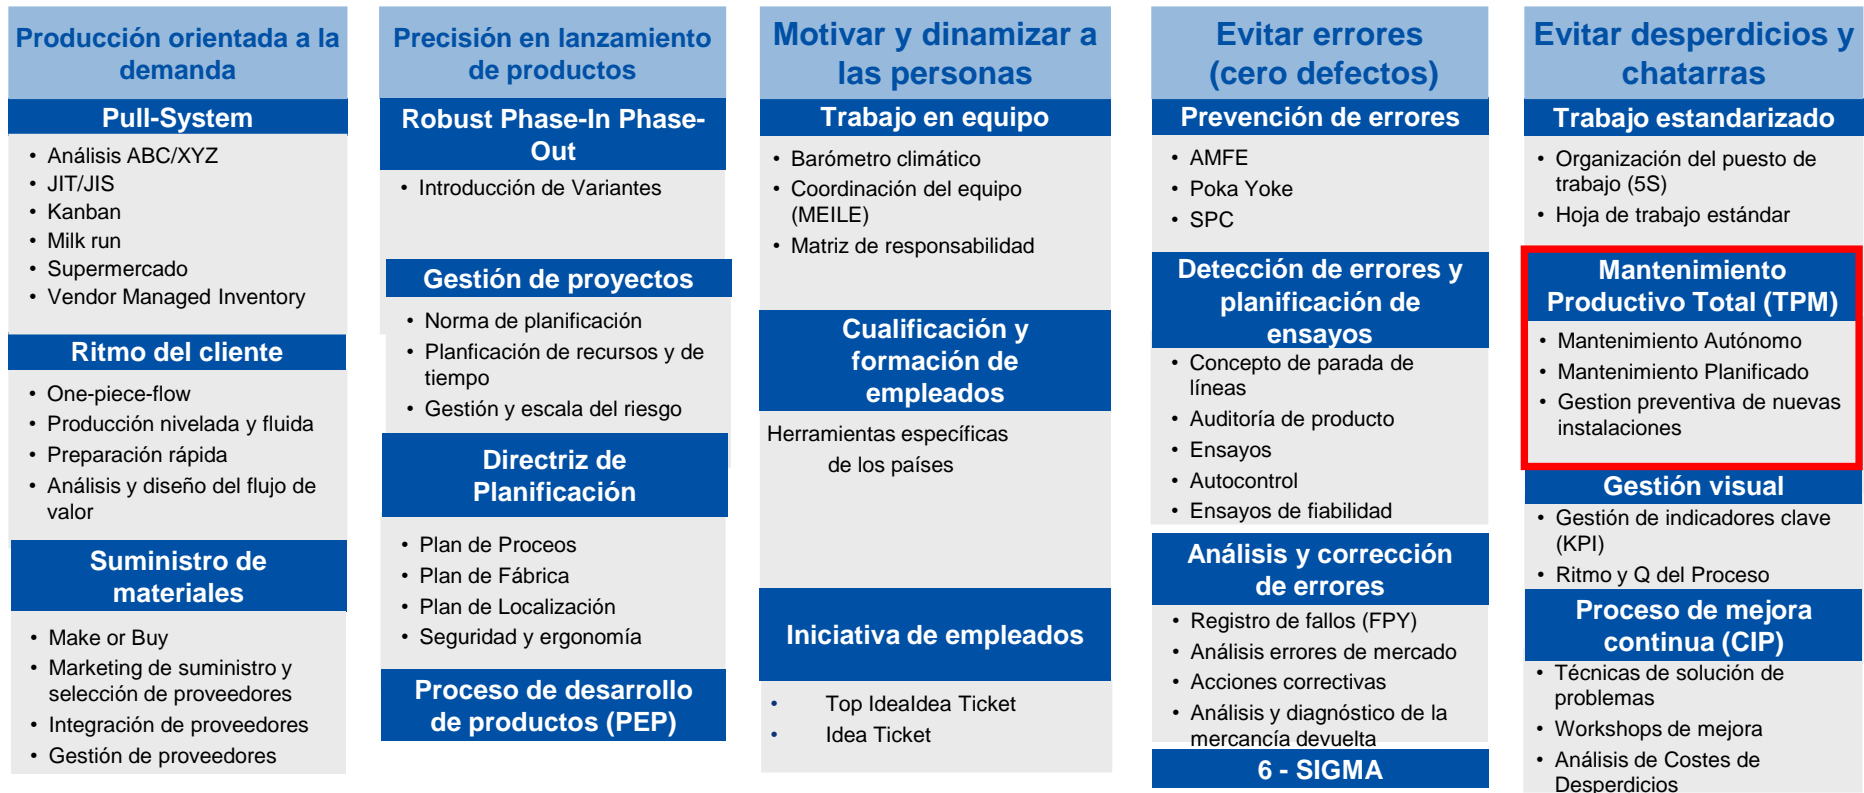 Producción orientada a la
demanda
Pull-System
• Análisis ABC/XYZ
• JIT/JIS
• Kanban
• Milk run
• Supermercado
• Vendor Managed Inventory
Ritmo del cliente
• One-piece-flow
• Producción nivelada y fluida
• Preparación rápida
• Análisis y diseño del flujo de
valor
Suministro de
materiales
• Make or Buy
• Marketing de suministro y
selección de proveedores
• Integración de proveedores
• Gestión de proveedores
Precisión en lanzamiento
de productos
Robust Phase-In Phase-
Out
• Introducción de Variantes
Gestión de proyectos
• Norma de planificación
• Planficación de recursos y de
tiempo
• Gestión y escala del riesgo
Directriz de
Planificación
• Plan de Proceos
• Plan de Fábrica
• Plan de Localización
• Seguridad y ergonomía
Proceso de desarrollo
de productos (PEP)
Motivar y dinamizar a
las personas
Trabajo en equipo
• Barómetro climático
• Coordinación del equipo
(MEILE)
• Matriz de responsabilidad
Cualificación y
formación de
empleados
Herramientas específicas
de los países
Iniciativa de empleados
• Top IdeaIdea Ticket
• Idea Ticket
Evitar errores
(cero defectos)
Prevención de errores
• AMFE
• Poka Yoke
• SPC
Detección de errores y
planificación de
ensayos
• Concepto de parada de
líneas
• Auditoría de producto
• Ensayos
• Autocontrol
• Ensayos de fiabilidad
Análisis y corrección
de errores
• Registro de fallos (FPY)
• Análisis errores de mercado
• Acciones correctivas
• Análisis y diagnóstico de la
mercancía devuelta
6 - SIGMA
Evitar desperdicios y
chatarras
Trabajo estandarizado
• Organización del puesto de
trabajo (5S)
• Hoja de trabajo estándar
Mantenimiento
Productivo Total (TPM)
• Mantenimiento Autónomo
• Mantenimiento Planificado
• Gestion preventiva de nuevas
instalaciones
Gestión visual
• Gestión de indicadores clave
(KPI)
• Ritmo y Q del Proceso
Proceso de mejora
continua (CIP)
• Técnicas de solución de
problemas
• Workshops de mejora
• Análisis de Costes de
Desperdicios